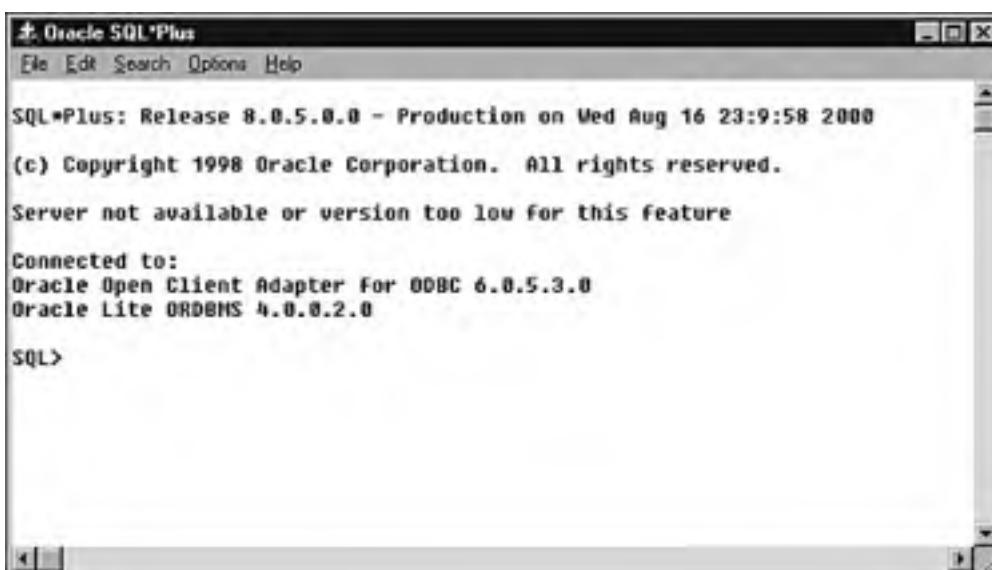 Oracle SQL*Plus
File Edit Search Options Help
SQL*Plus: Release 8.0.5.0.0 - Production on Wed Aug 16 23:9:58 2000
(c) Copyright 1998 Oracle Corporation.  All rights reserved.
Server not available or version too low for this feature
Connected to:
Oracle Open Client Adapter for ODBC 6.0.5.3.0
Oracle Lite ORDBMS 4.0.0.2.0
SQL>